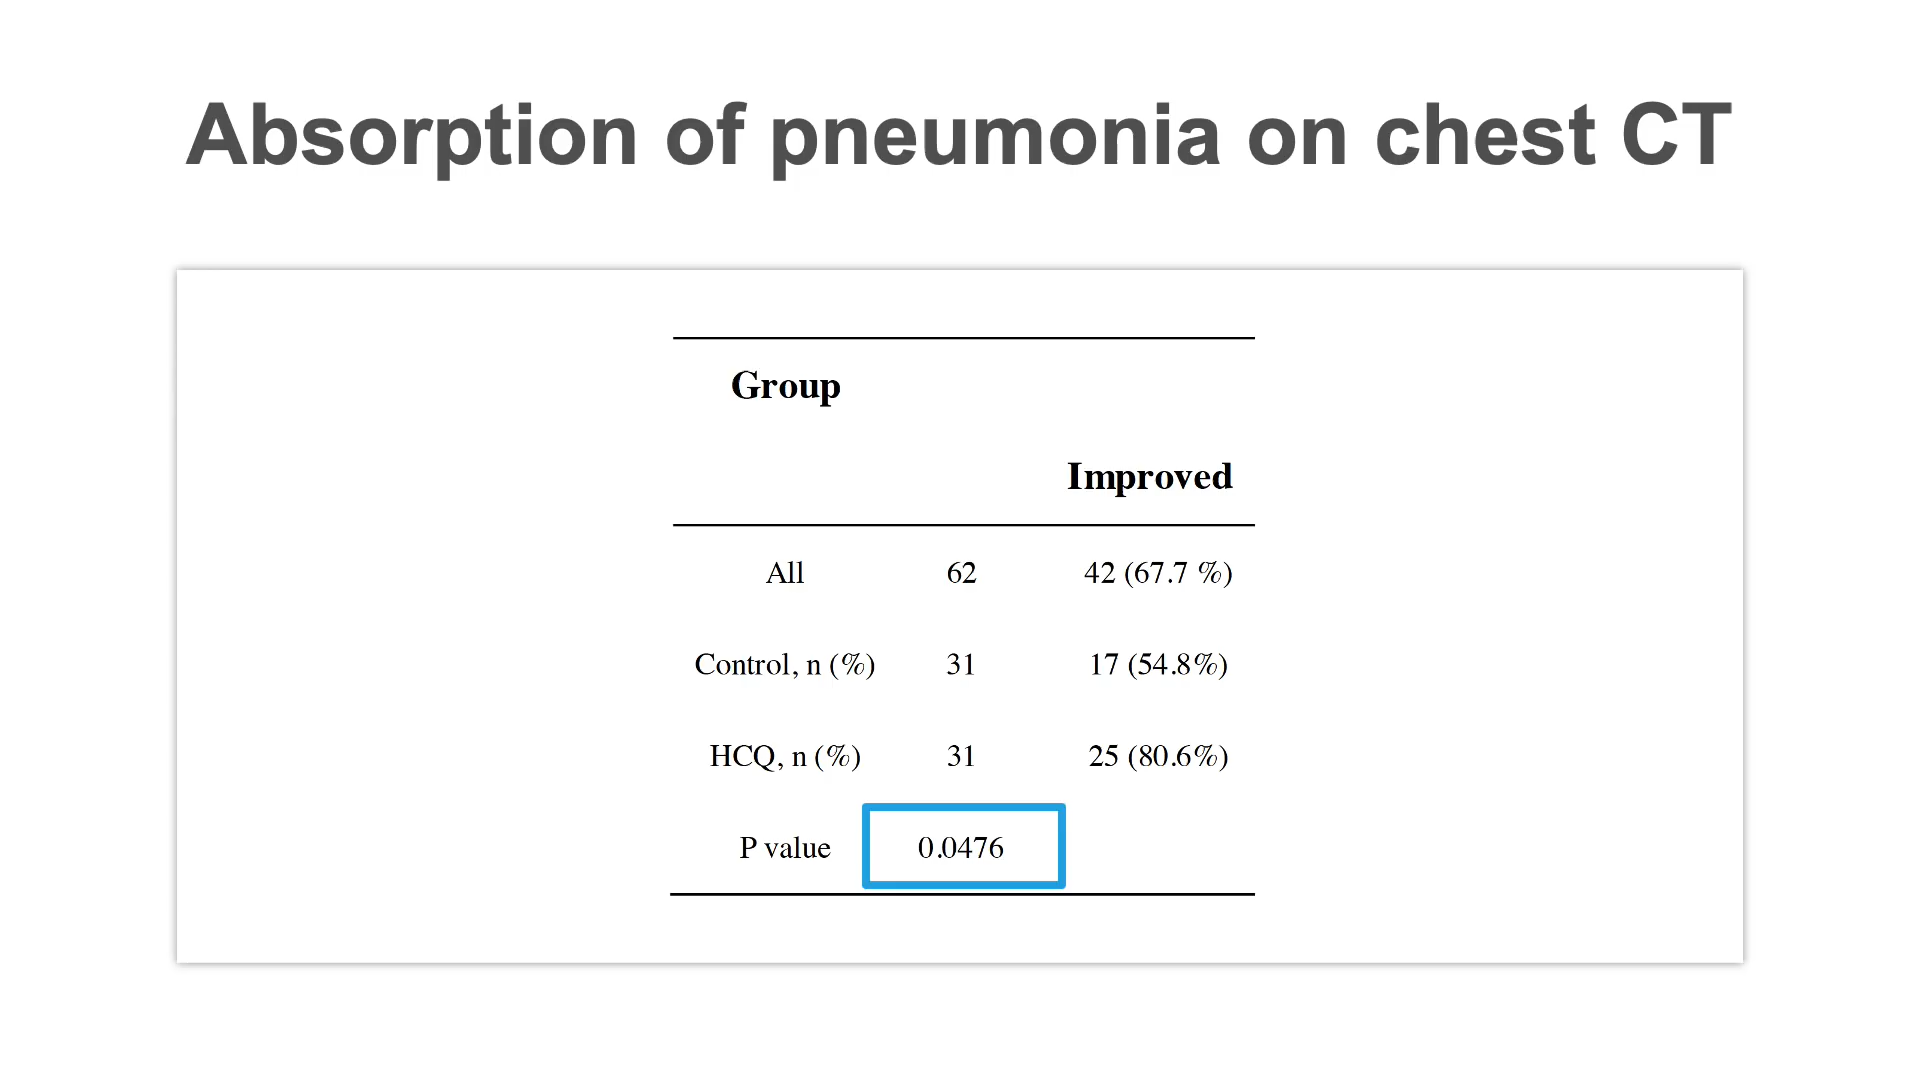 Absorption of pneumonia on chest CT
Group
Improved
All 62 42 (67.7 %)
Control, n (%) 31 17 (54.8%)
HCQ, n (%) 31 25 (80.6%)
P value 0.0476